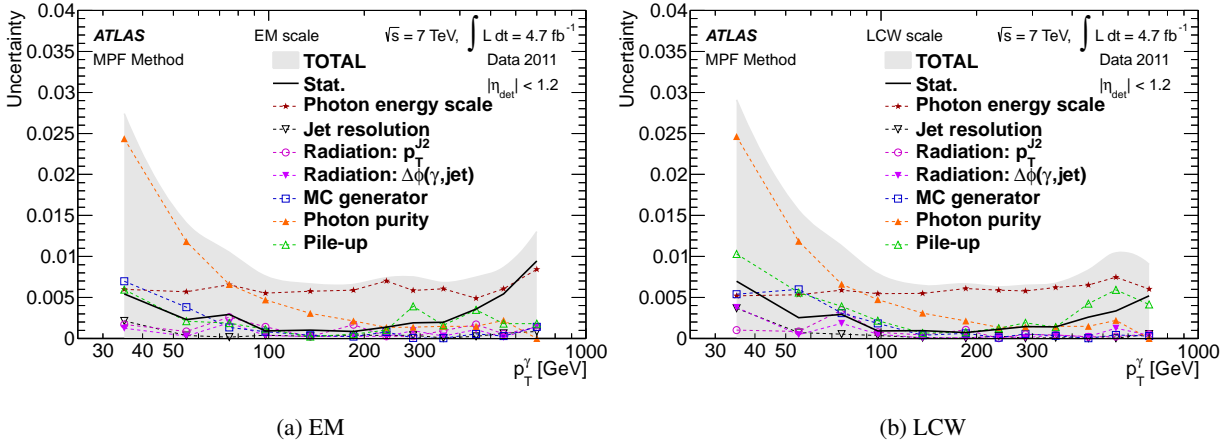 Uncertainty
0.04
0.035
0.03
0.025
0.02
0.015
0.01
0.005
0
ATLAS
MPF Method
EM scale
√s = 7 TeV, ∫ L dt = 4.7 fb⁻¹
Data 2011
|η_det| < 1.2
TOTAL
Stat.
Photon energy scale
Jet resolution
Radiation: p_T^J2
Radiation: Δϕ(γ,jet)
MC generator
Photon purity
Pile-up
30 40 50 100 200 300 1000
p_T^γ [GeV]
(a) EM
Uncertainty
0.04
0.035
0.03
0.025
0.02
0.015
0.01
0.005
0
ATLAS
MPF Method
LCW scale
√s = 7 TeV, ∫ L dt = 4.7 fb⁻¹
Data 2011
|η_det| < 1.2
TOTAL
Stat.
Photon energy scale
Jet resolution
Radiation: p_T^J2
Radiation: Δϕ(γ,jet)
MC generator
Photon purity
Pile-up
30 40 50 100 200 300 1000
p_T^γ [GeV]
(b) LCW